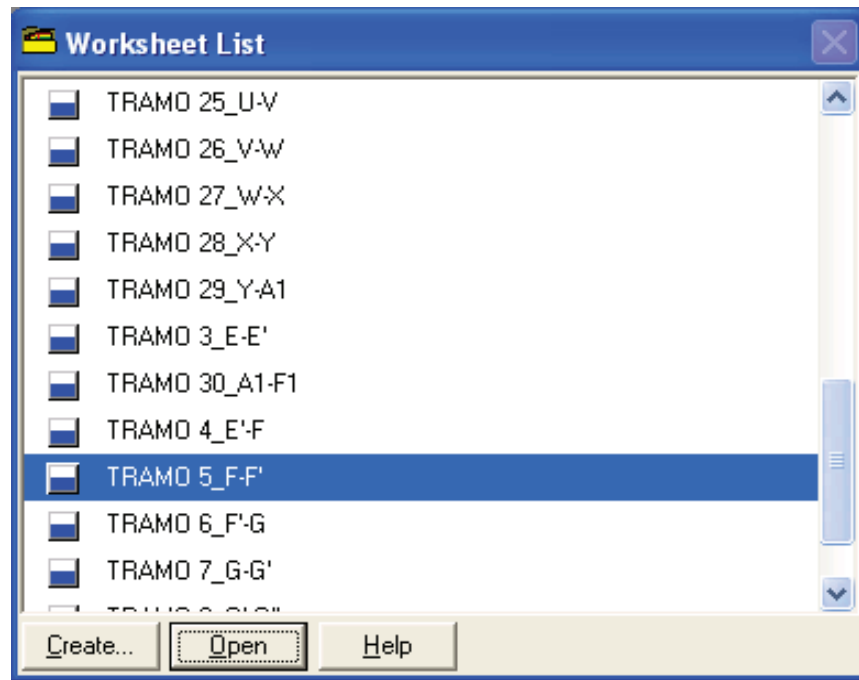 Worksheet List
TRAMO 25_U-V
TRAMO 26_V-W
TRAMO 27_W-X
TRAMO 28_X-Y
TRAMO 29_Y-A1
TRAMO 3_E-E'
TRAMO 30_A1-F1
TRAMO 4_E'-F
TRAMO 5_F-F'
TRAMO 6_F'-G
TRAMO 7_G-G'
Create... Open Help